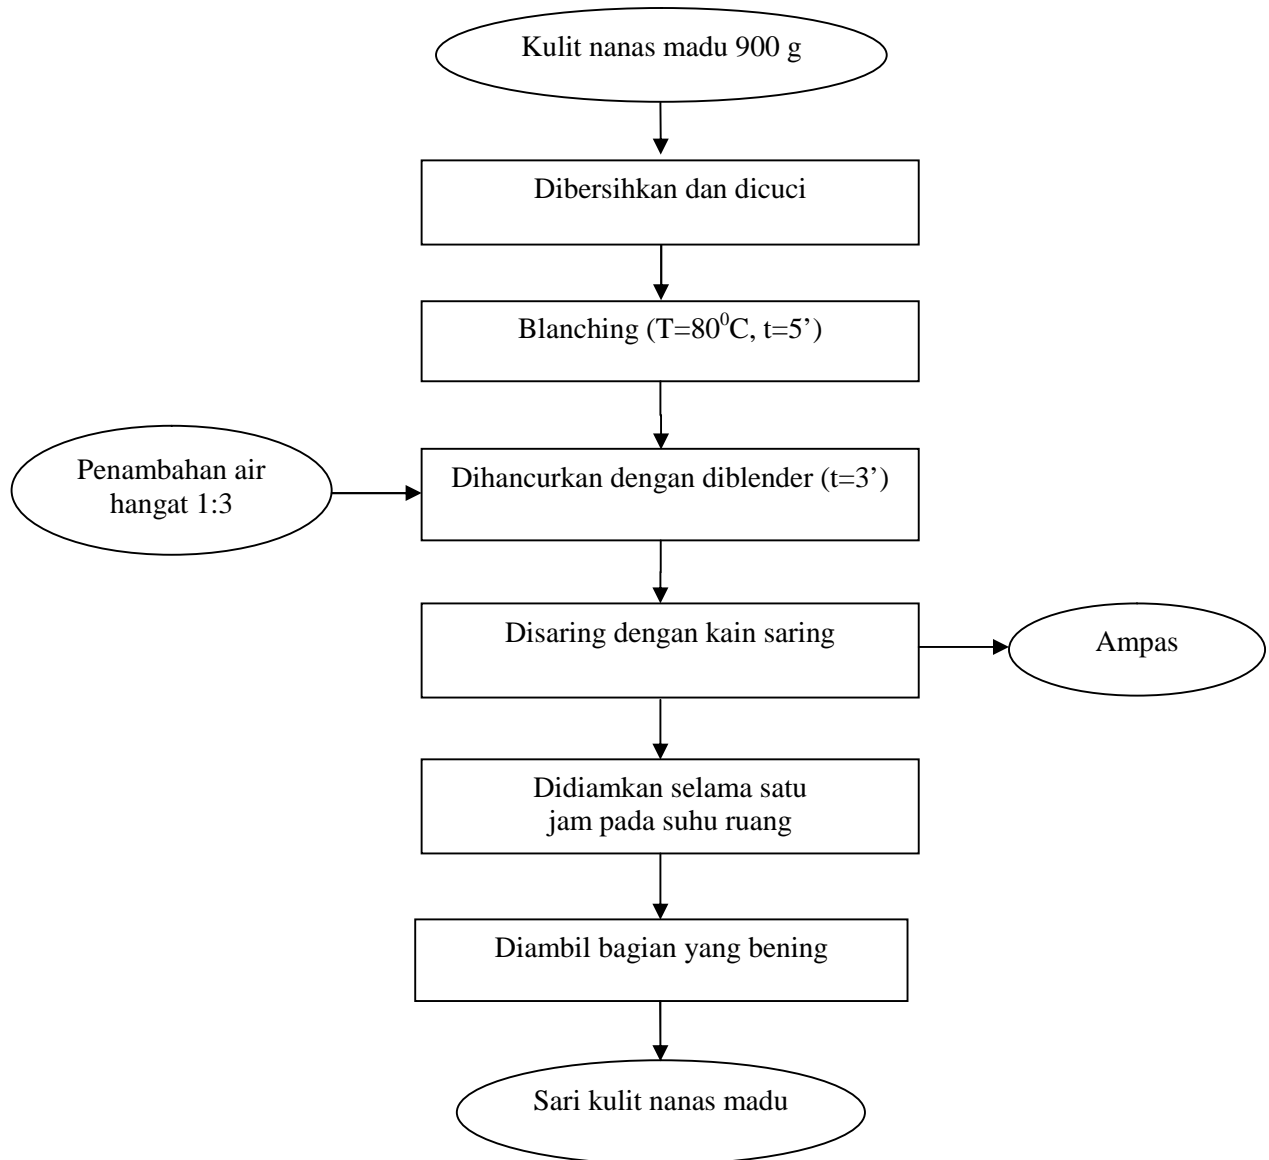 Kulit nanas madu 900 g
Dibersihkan dan dicuci
Blanching (T=80⁰C, t=5’)
Penambahan air
hangat 1:3
Dihancurkan dengan diblender (t=3’)
Disaring dengan kain saring
Ampas
Didiamkan selama satu
jam pada suhu ruang
Diambil bagian yang bening
Sari kulit nanas madu